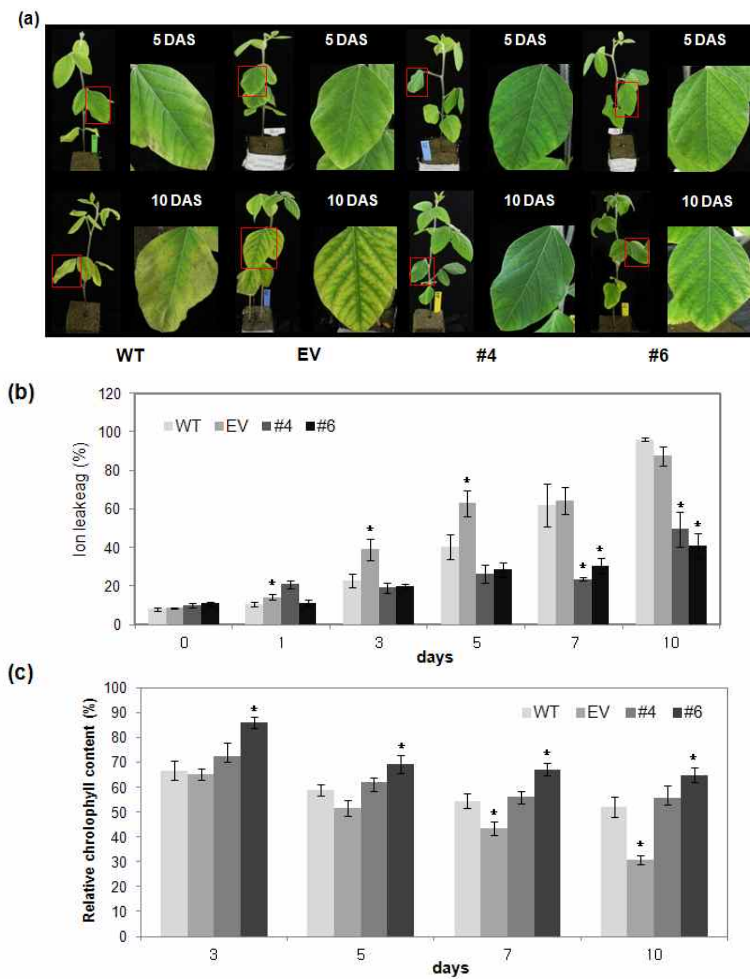 (a)
5 DAS 5 DAS 5 DAS 5 DAS
10 DAS 10 DAS 10 DAS 10 DAS
WT EV #4 #6
(b)
Ion leakeag (%)
120
100
80
60
40
20
0
WT EV #4 #6
* * * * * * *
0 1 3 5 7 10
days
(c)
Relative chrolophyll content (%)
100
90
80
70
60
50
40
30
20
10
0
WT EV #4 #6
* * * * * *
3 5 7 10
days